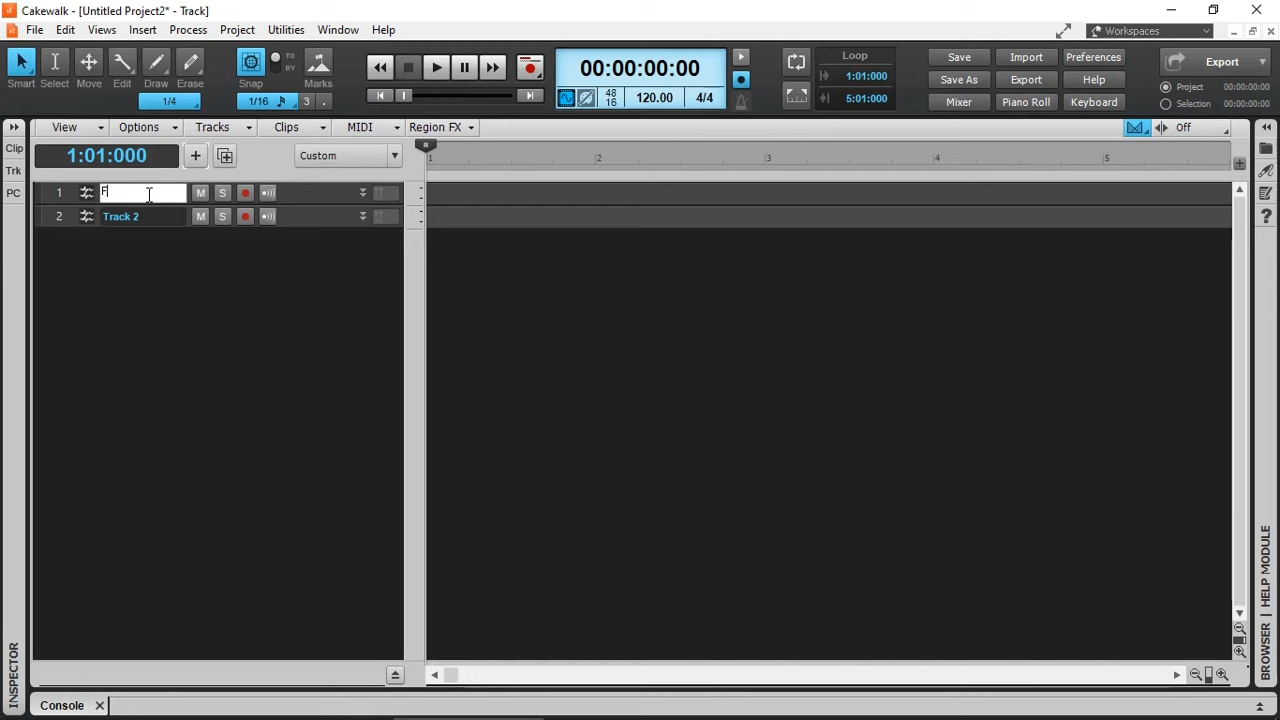 Cakewalk - [Untitled Project2* - Track]
File Edit Views Insert Process Project Utilities Window Help
Workspaces
Smart Select Move Edit Draw Erase Snap TO BY Marks
1/4 1/16 3 .
00:00:00:00
48 16 120.00 4/4
Loop
1:01:000
5:01:000
Save Import Preferences
Save As Export Help
Mixer Piano Roll Keyboard
Export
Project 00:00:00:00
Selection 00:00:00:00
View Options Tracks Clips MIDI Region FX
Off
Clip
Trk
PC
1:01:000 + Custom
1 2 3 4 5
1 F M S
2 Track 2 M S
INSPECTOR
BROWSER | HELP MODULE
Console